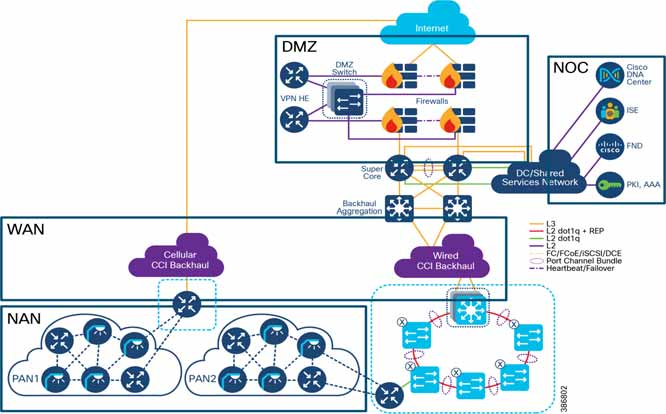 Internet
DMZ
NOC
DMZ
Switch
VPN HE
Firewalls
Cisco
DNA
Center
ISE
CISCO
FND
PKI, AAA
Super
Core
DC/Shared
Services Network
Backhaul
Aggregation
WAN
Cellular
CCI Backhaul
Wired
CCI Backhaul
L3
L2 dot1q + REP
L2 dot1q
L2
FC/FCoE/iSCSI/DCE
Port Channel Bundle
Heartbeat/Failover
NAN
PAN1
PAN2
X
X
X
X
X
386802